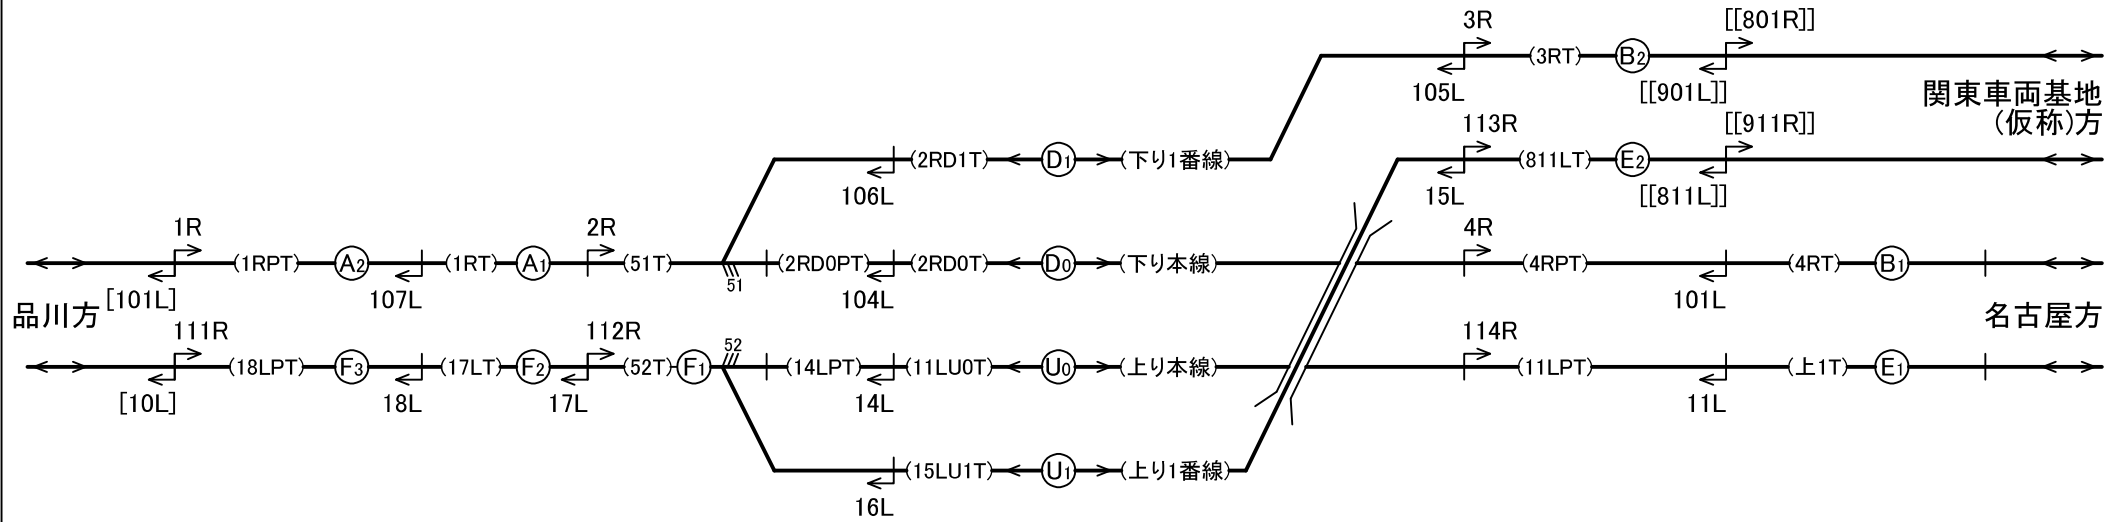 3R
[[801R]]
(3RT)
B2
105L
[[901L]]
関東車両基地
(仮称)方
113R
[[911R]]
(2RD1T)
D1
(下り1番線)
(811LT)
E2
106L
15L
[[811L]]
1R
2R
4R
(1RPT)
A2
(1RT)
A1
(51T)
(2RD0PT)
(2RD0T)
D0
(下り本線)
(4RPT)
(4RT)
B1
51
[101L]
107L
104L
101L
品川方
名古屋方
111R
112R
52
114R
(18LPT)
F3
(17LT)
F2
(52T)
F1
(14LPT)
(11LU0T)
U0
(上り本線)
(11LPT)
(上1T)
E1
[10L]
18L
17L
14L
11L
(15LU1T)
U1
(上り1番線)
16L